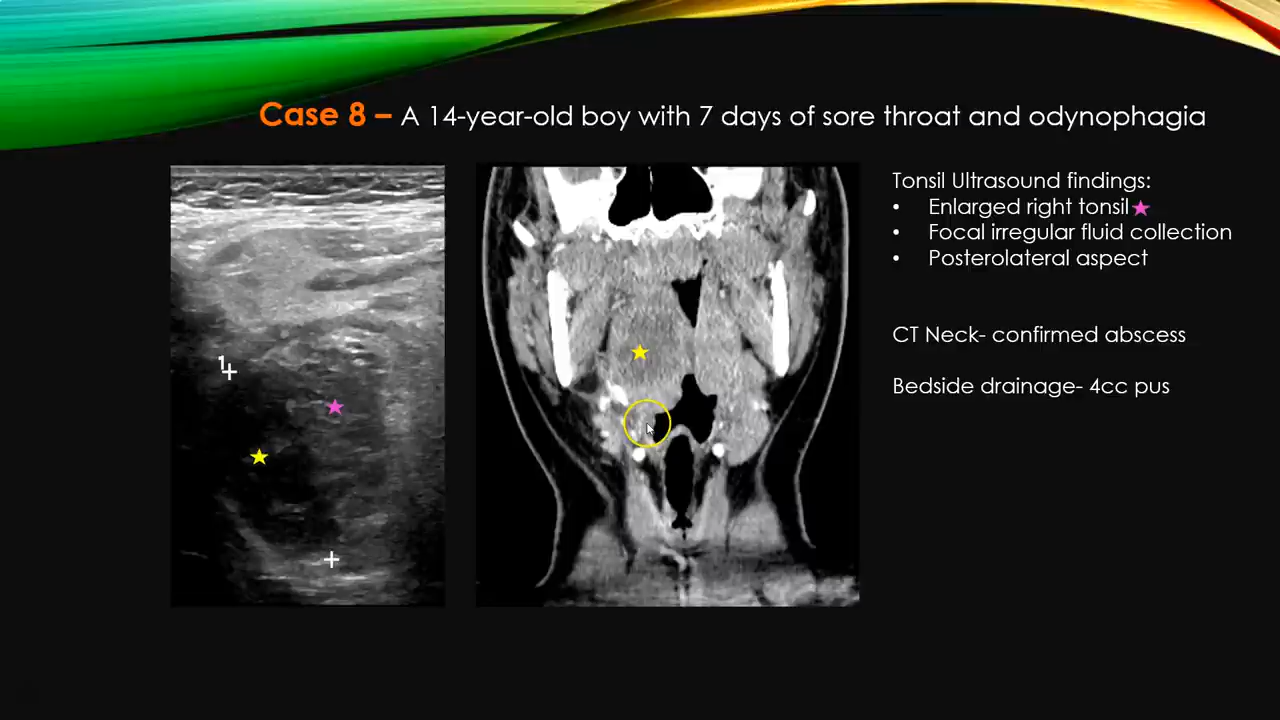 Case 8 – A 14-year-old boy with 7 days of sore throat and odynophagia
Tonsil Ultrasound findings:
• Enlarged right tonsil
• Focal irregular fluid collection
• Posterolateral aspect
CT Neck- confirmed abscess
Bedside drainage- 4cc pus
1